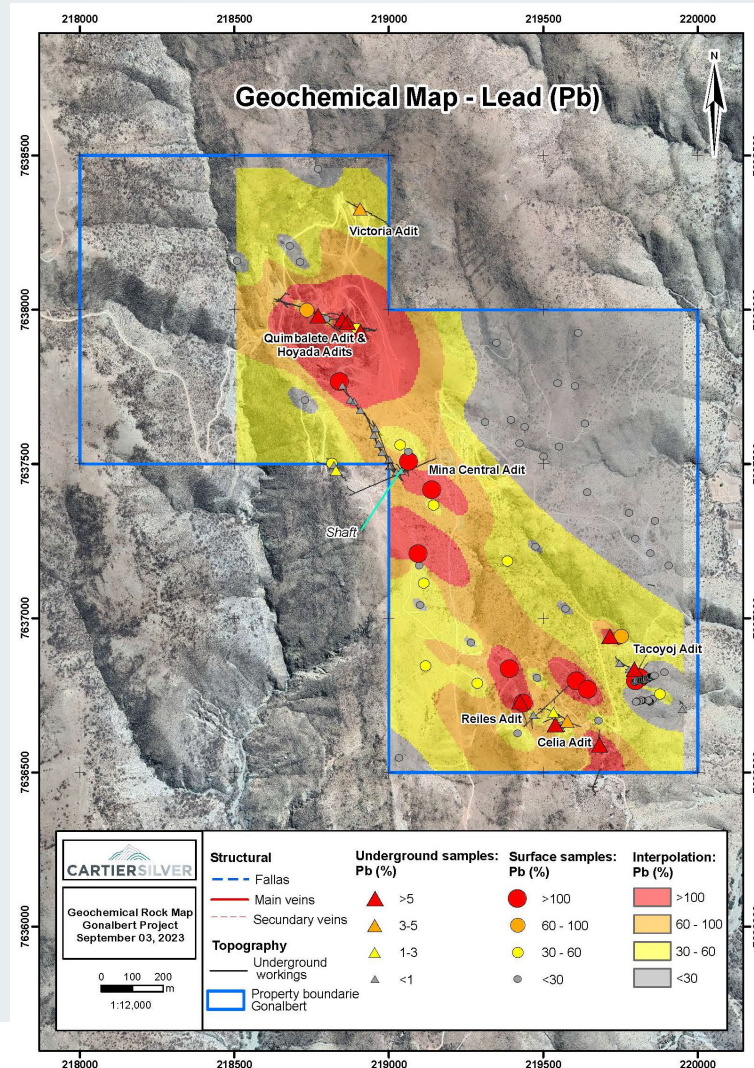 218000
218500
219000
219500
220000
N
Geochemical Map - Lead (Pb)
7638500
7638000
7637500
7637000
7636500
7636000
Victoria Adit
Quimbalete Adit &
Hoyada Adits
Mina Central Adit
Shaft
Tacoyoj Adit
Reiles Adit
Celia Adit
CARTIERSILVER
Geochemical Rock Map
Gonalbert Project
September 03, 2023
0 100 200
m
1:12,000
Structural
Fallas
Main veins
Secundary veins
Topography
Underground
workings
Property boundarie
Gonalbert
Underground samples:
Pb (%)
>5
3-5
1-3
<1
Surface samples:
Pb (%)
>100
60 - 100
30 - 60
<30
Interpolation:
Pb (%)
>100
60 - 100
30 - 60
<30
218000
218500
219000
219500
220000